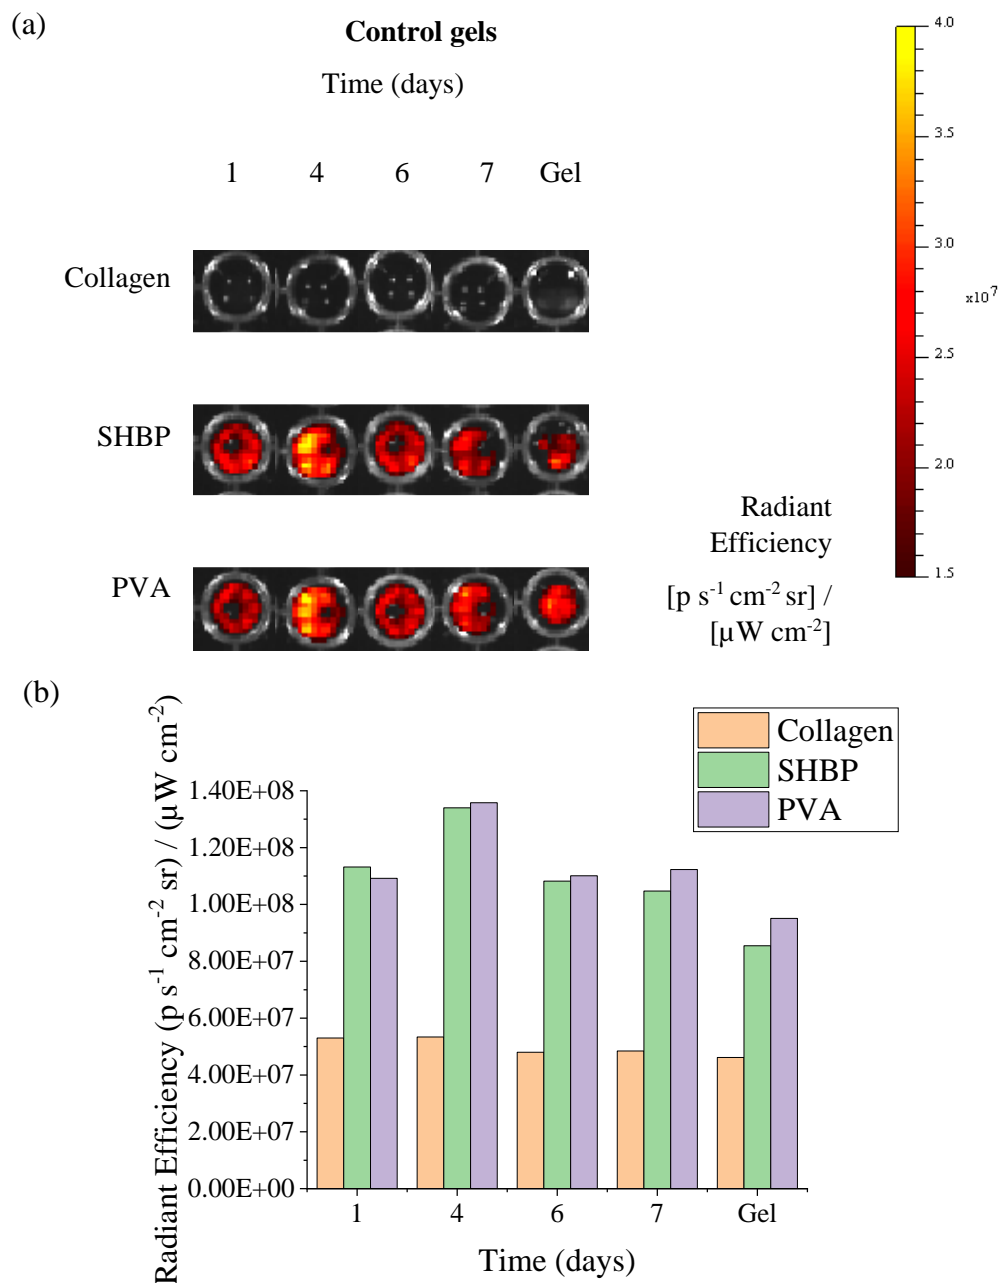 (a)
Control gels
Time (days)
1 4 6 7 Gel
Collagen
SHBP
PVA
4.0
3.5
3.0
x10⁷
2.5
2.0
1.5
Radiant
Efficiency
[p s⁻¹ cm⁻² sr] /
[µW cm⁻²]
(b)
Collagen
SHBP
PVA
Radiant Efficiency (p s⁻¹ cm⁻² sr) / (µW cm⁻²)
1.40E+08
1.20E+08
1.00E+08
8.00E+07
6.00E+07
4.00E+07
2.00E+07
0.00E+00
1 4 6 7 Gel
Time (days)